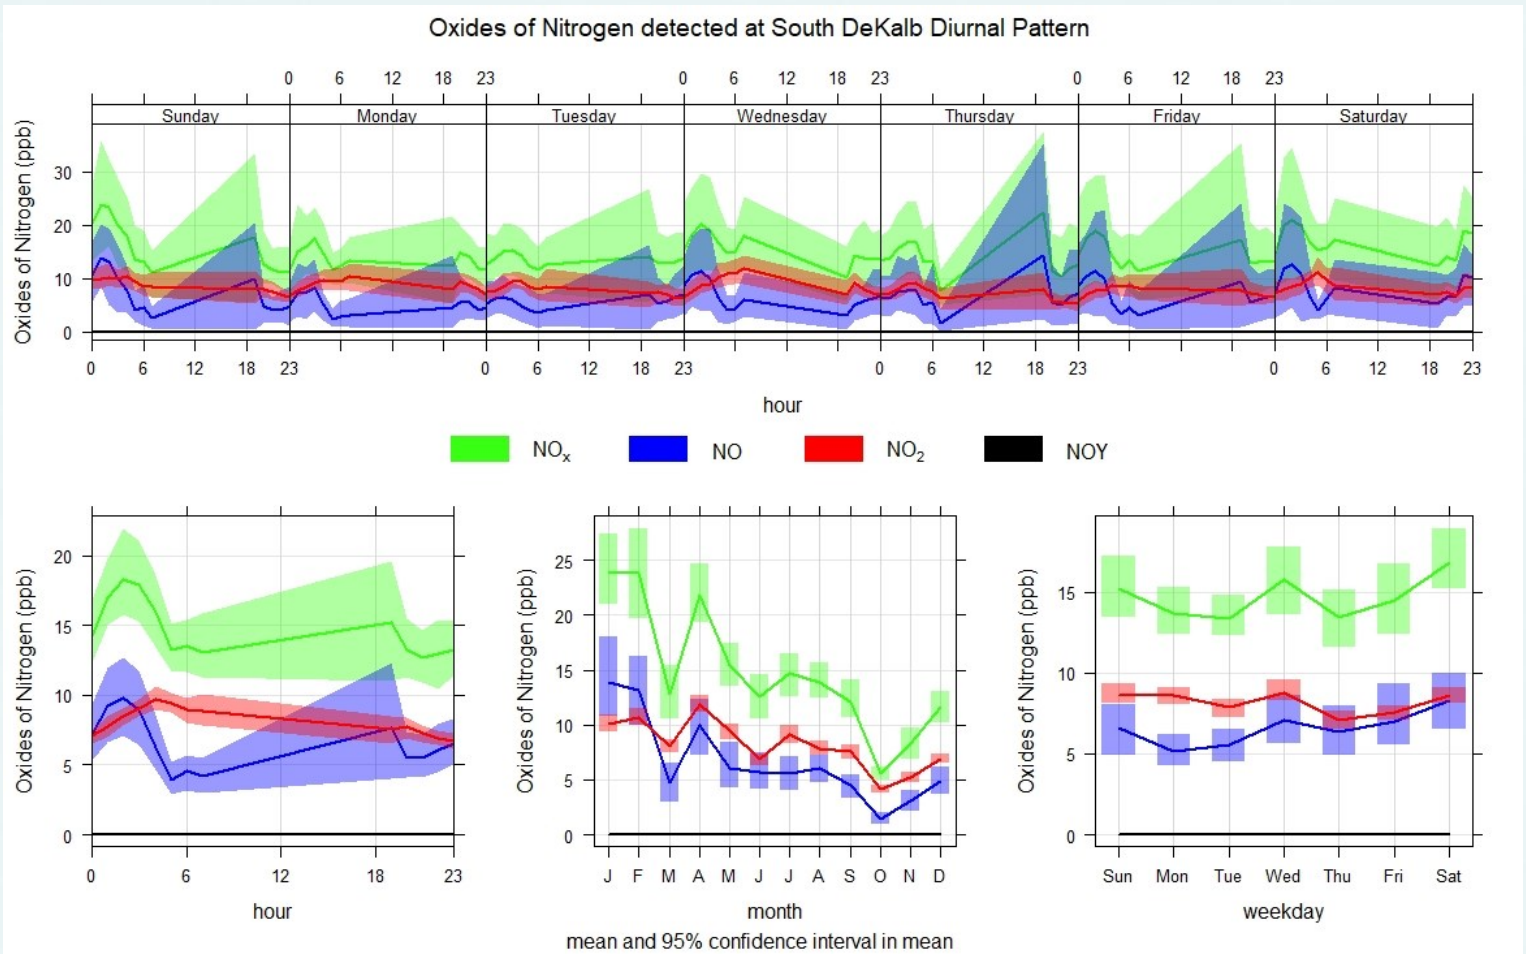 Oxides of Nitrogen detected at South DeKalb Diurnal Pattern
0 6 12 18 23 0 6 12 18 23 0 6 12 18 23
Sunday Monday Tuesday Wednesday Thursday Friday Saturday
Oxides of Nitrogen (ppb)
30
20
10
0
0 6 12 18 23 0 6 12 18 23 0 6 12 18 23 0 6 12 18 23
hour
NOx NO NO2 NOY
Oxides of Nitrogen (ppb)
20
15
10
5
0
0 6 12 18 23
hour
Oxides of Nitrogen (ppb)
25
20
15
10
5
0
J F M A M J J A S O N D
month
Oxides of Nitrogen (ppb)
15
10
5
0
Sun Mon Tue Wed Thu Fri Sat
weekday
mean and 95% confidence interval in mean